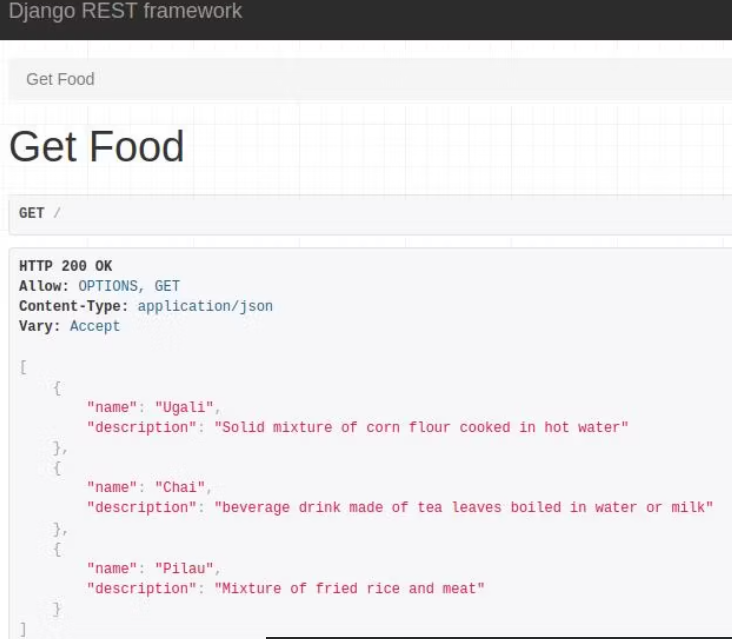 Django REST framework
Get Food
Get Food
GET /
HTTP 200 OK
Allow: OPTIONS, GET
Content-Type: application/json
Vary: Accept
[
    {
        "name": "Ugali",
        "description": "Solid mixture of corn flour cooked in hot water"
    },
    {
        "name": "Chai",
        "description": "beverage drink made of tea leaves boiled in water or milk"
    },
    {
        "name": "Pilau",
        "description": "Mixture of fried rice and meat"
    }
]